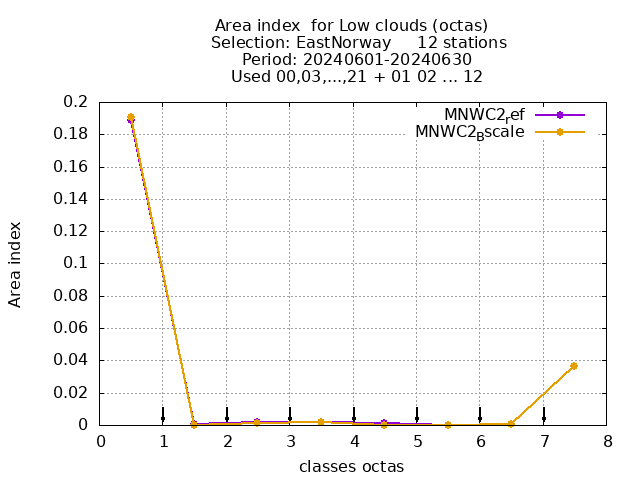 Area index  for Low clouds (octas)
Selection: EastNorway     12 stations
Period: 20240601-20240630
Used 00,03,...,21 + 01 02 ... 12
MNWC2ref
MNWC2Bscale
0.2
0.18
0.16
0.14
0.12
0.1
0.08
0.06
0.04
0.02
0
Area index
0 1 2 3 4 5 6 7 8
classes octas